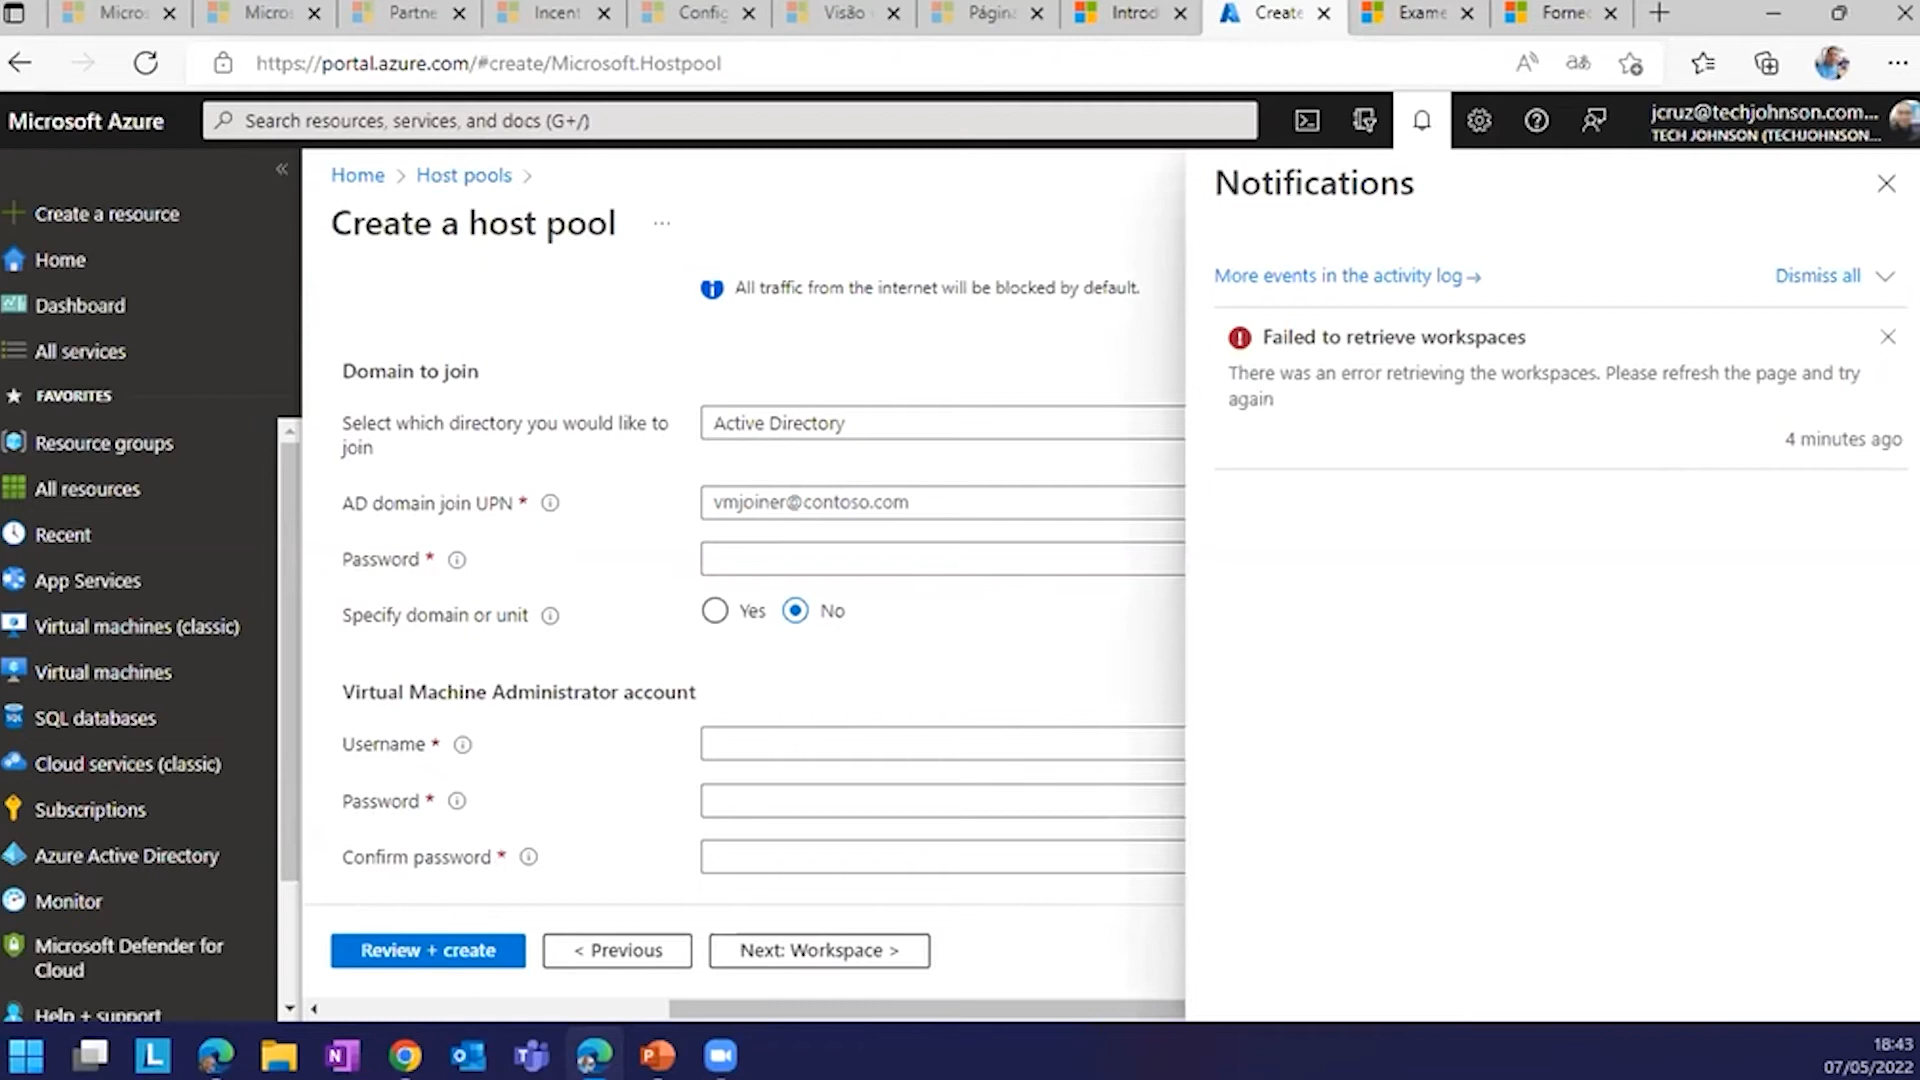 Micros
Micros
Partne
Incent
Config
Visão
Página
Introd
Create
Exame
Forned
https://portal.azure.com/#create/Microsoft.Hostpool
Microsoft Azure
Search resources, services, and docs (G+/)
jcruz@techjohnson.com...
TECH JOHNSON (TECHJOHNSON...
Create a resource
Home
Dashboard
All services
FAVORITES
Resource groups
All resources
Recent
App Services
Virtual machines (classic)
Virtual machines
SQL databases
Cloud services (classic)
Subscriptions
Azure Active Directory
Monitor
Microsoft Defender for
Cloud
Help + support
Home > Host pools >
Create a host pool ...
All traffic from the internet will be blocked by default.
Domain to join
Select which directory you would like to
join
Active Directory
AD domain join UPN *
vmjoiner@contoso.com
Password *
Specify domain or unit
Yes
No
Virtual Machine Administrator account
Username *
Password *
Confirm password *
Review + create
< Previous
Next: Workspace >
Notifications
More events in the activity log →
Dismiss all
Failed to retrieve workspaces
There was an error retrieving the workspaces. Please refresh the page and try
again
4 minutes ago
18:43
07/05/2022